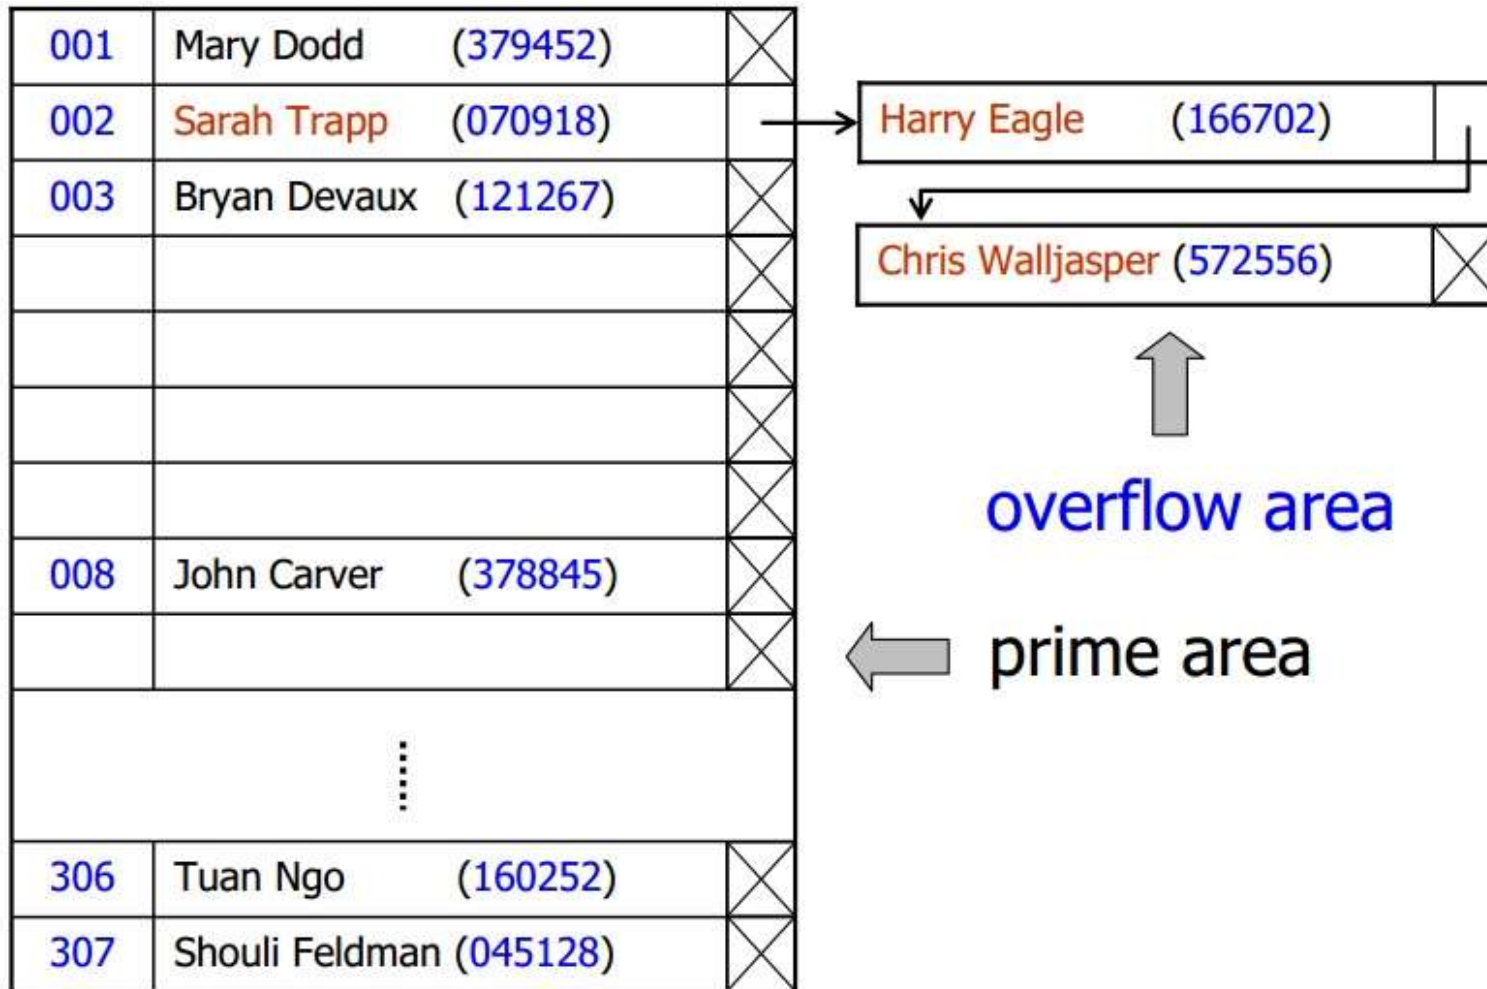 001 Mary Dodd (379452)
002 Sarah Trapp (070918)
Harry Eagle (166702)
003 Bryan Devaux (121267)
Chris Walljasper (572556)
overflow area
008 John Carver (378845)
prime area
306 Tuan Ngo (160252)
307 Shouli Feldman (045128)